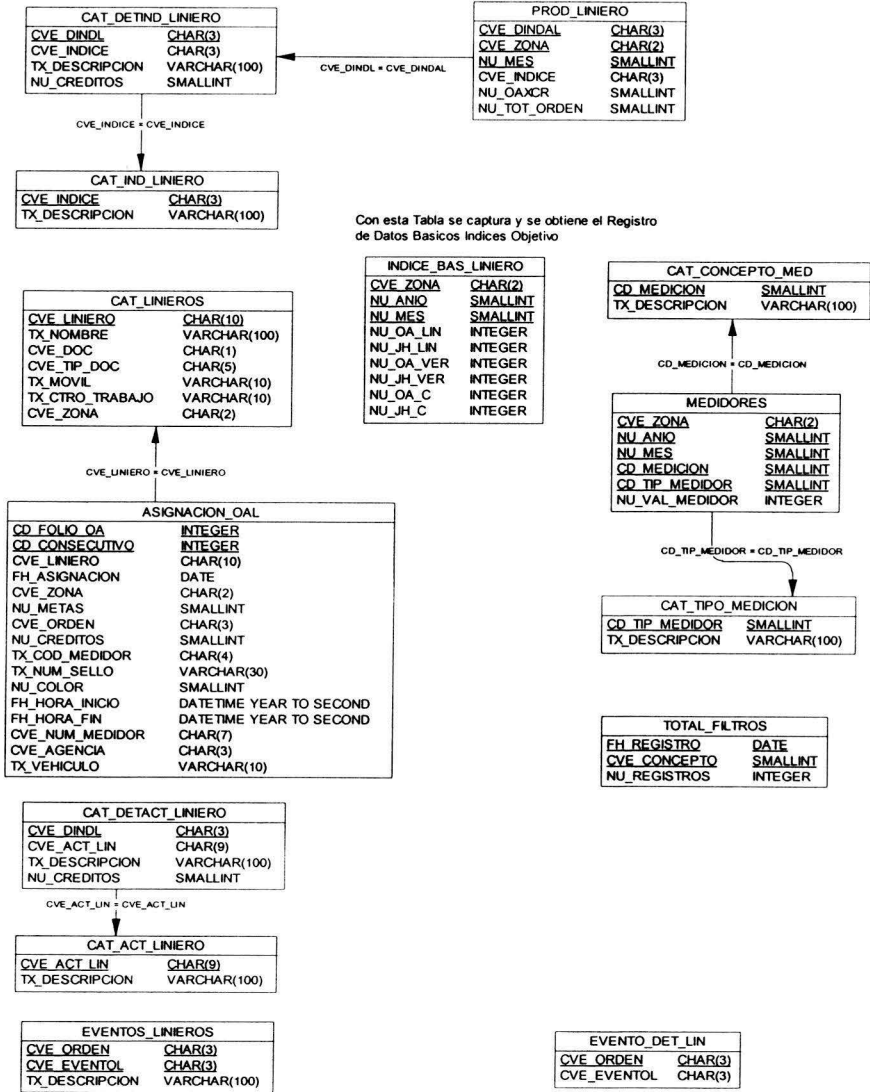 CAT_DETIND_LINIERO
CVE_DINDL CHAR(3)
CVE_INDICE CHAR(3)
TX_DESCRIPCION VARCHAR(100)
NU_CREDITOS SMALLINT
PROD_LINIERO
CVE_DINDAL CHAR(3)
CVE_ZONA CHAR(2)
NU_MES SMALLINT
CVE_INDICE CHAR(3)
NU_OAXCR SMALLINT
NU_TOT_ORDEN SMALLINT
CVE_DINDL = CVE_DINDAL
CVE_INDICE = CVE_INDICE
CAT_IND_LINIERO
CVE_INDICE CHAR(3)
TX_DESCRIPCION VARCHAR(100)
Con esta Tabla se captura y se obtiene el Registro
de Datos Basicos Indices Objetivo
INDICE_BAS_LINIERO
CVE_ZONA CHAR(2)
NU_ANIO SMALLINT
NU_MES SMALLINT
NU_OA_LIN INTEGER
NU_JH_LIN INTEGER
NU_OA_VER INTEGER
NU_JH_VER INTEGER
NU_OA_C INTEGER
NU_JH_C INTEGER
CAT_CONCEPTO_MED
CD_MEDICION SMALLINT
TX_DESCRIPCION VARCHAR(100)
CAT_LINIEROS
CVE_LINIERO CHAR(10)
TX_NOMBRE VARCHAR(100)
CVE_DOC CHAR(1)
CVE_TIP_DOC CHAR(5)
TX_MOVIL VARCHAR(10)
TX_CTRO_TRABAJO VARCHAR(10)
CVE_ZONA CHAR(2)
CD_MEDICION = CD_MEDICION
MEDIDORES
CVE_ZONA CHAR(2)
NU_ANIO SMALLINT
NU_MES SMALLINT
CD_MEDICION SMALLINT
CD_TIP_MEDIDOR SMALLINT
NU_VAL_MEDIDOR INTEGER
CVE_LINIERO = CVE_LINIERO
ASIGNACION_OAL
CD_FOLIO_OA INTEGER
CD_CONSECUTIVO INTEGER
CVE_LINIERO CHAR(10)
FH_ASIGNACION DATE
CVE_ZONA CHAR(2)
NU_METAS SMALLINT
CVE_ORDEN CHAR(3)
NU_CREDITOS SMALLINT
TX_COD_MEDIDOR CHAR(4)
TX_NUM_SELLO VARCHAR(30)
NU_COLOR SMALLINT
FH_HORA_INICIO DATETIME YEAR TO SECOND
FH_HORA_FIN DATETIME YEAR TO SECOND
CVE_NUM_MEDIDOR CHAR(7)
CVE_AGENCIA CHAR(3)
TX_VEHICULO VARCHAR(10)
CD_TIP_MEDIDOR = CD_TIP_MEDIDOR
CAT_TIPO_MEDICION
CD_TIP_MEDIDOR SMALLINT
TX_DESCRIPCION VARCHAR(100)
TOTAL_FILTROS
FH_REGISTRO DATE
CVE_CONCEPTO SMALLINT
NU_REGISTROS INTEGER
CAT_DETACT_LINIERO
CVE_DINDL CHAR(3)
CVE_ACT_LIN CHAR(9)
TX_DESCRIPCION VARCHAR(100)
NU_CREDITOS SMALLINT
CVE_ACT_LIN = CVE_ACT_LIN
CAT_ACT_LINIERO
CVE_ACT_LIN CHAR(9)
TX_DESCRIPCION VARCHAR(100)
EVENTOS_LINIEROS
CVE_ORDEN CHAR(3)
CVE_EVENTOL CHAR(3)
TX_DESCRIPCION VARCHAR(100)
EVENTO_DET_LIN
CVE_ORDEN CHAR(3)
CVE_EVENTOL CHAR(3)